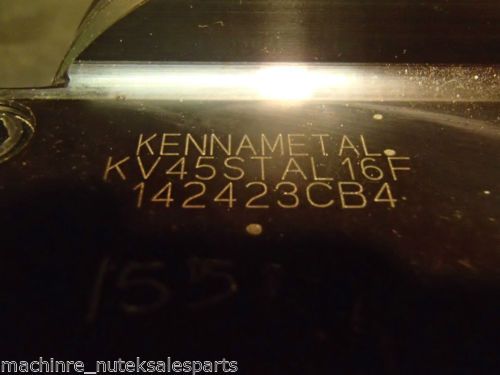 KENNAMETAL
KV45STAL16F
142423CB4
155
machinre_nuteksalesparts